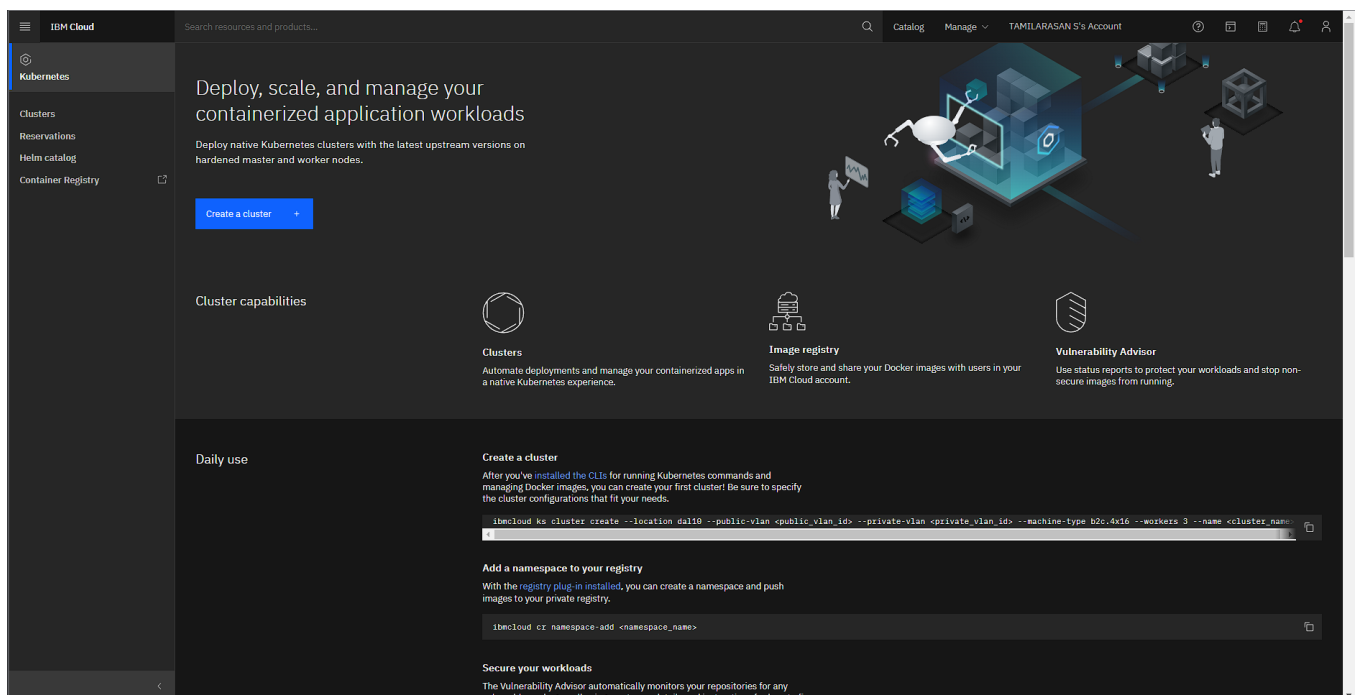 IBM Cloud
Search resources and products...
Catalog
Manage
TAMILARASAN S's Account
Kubernetes
Clusters
Reservations
Helm catalog
Container Registry
Deploy, scale, and manage your
containerized application workloads
Deploy native Kubernetes clusters with the latest upstream versions on
hardened master and worker nodes.
Create a cluster +
Cluster capabilities
Clusters
Automate deployments and manage your containerized apps in
a native Kubernetes experience.
Image registry
Safely store and share your Docker images with users in your
IBM Cloud account.
Vulnerability Advisor
Use status reports to protect your workloads and stop non-
secure images from running.
Daily use
Create a cluster
After you've installed the CLIs for running Kubernetes commands and
managing Docker images, you can create your first cluster! Be sure to specify
the cluster configurations that fit your needs.
ibmcloud ks cluster create --location dal10 --public-vlan <public_vlan_id> --private-vlan <private_vlan_id> --machine-type b2c.4x16 --workers 3 --name <cluster_name>
Add a namespace to your registry
With the registry plug-in installed, you can create a namespace and push
images to your private registry.
ibmcloud cr namespace-add <namespace_name>
Secure your workloads
The Vulnerability Advisor automatically monitors your repositories for any